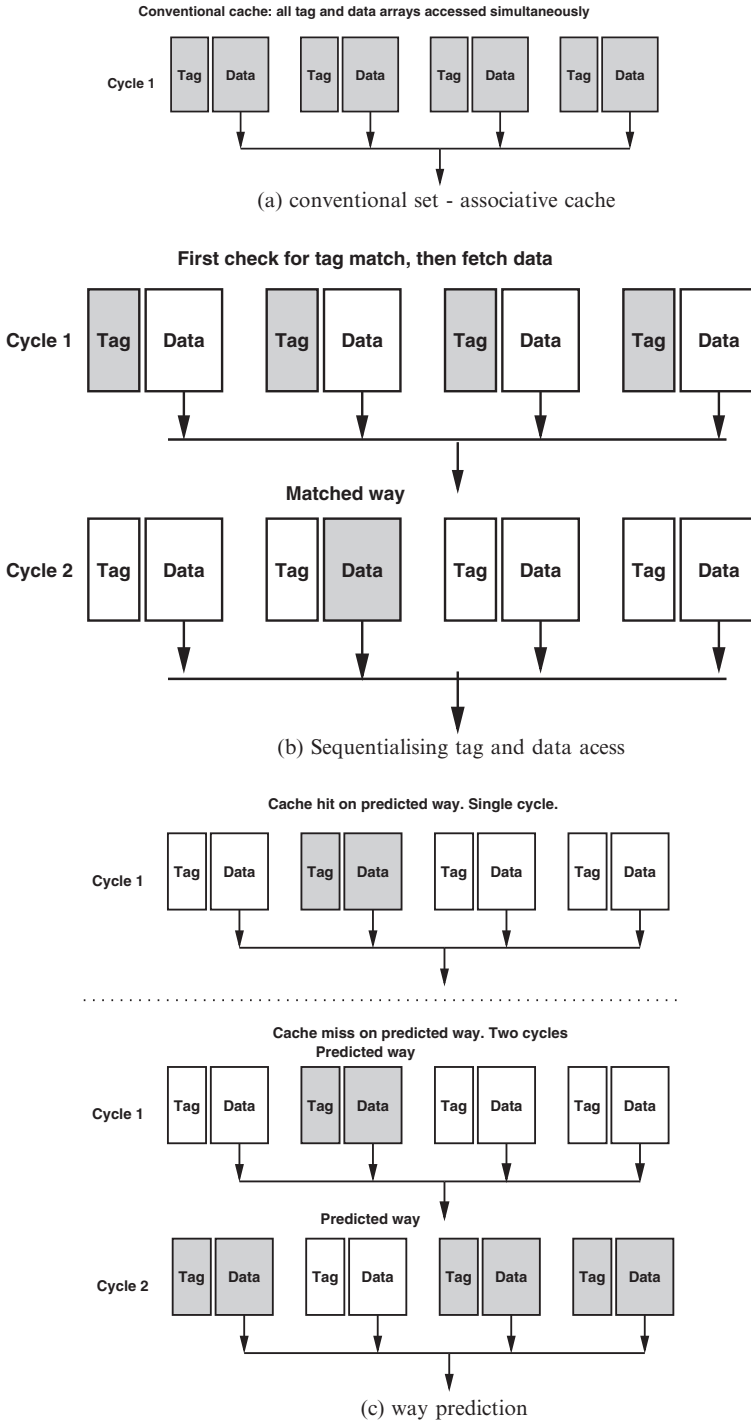 Conventional cache: all tag and data arrays accessed simultaneously
Cycle 1 Tag Data Tag Data Tag Data Tag Data
(a) conventional set - associative cache
First check for tag match, then fetch data
Cycle 1 Tag Data Tag Data Tag Data Tag Data
Matched way
Cycle 2 Tag Data Tag Data Tag Data Tag Data
(b) Sequentialising tag and data acess
Cache hit on predicted way. Single cycle.
Cycle 1 Tag Data Tag Data Tag Data Tag Data
Cache miss on predicted way. Two cycles
Predicted way
Cycle 1 Tag Data Tag Data Tag Data Tag Data
Predicted way
Cycle 2 Tag Data Tag Data Tag Data Tag Data
(c) way prediction